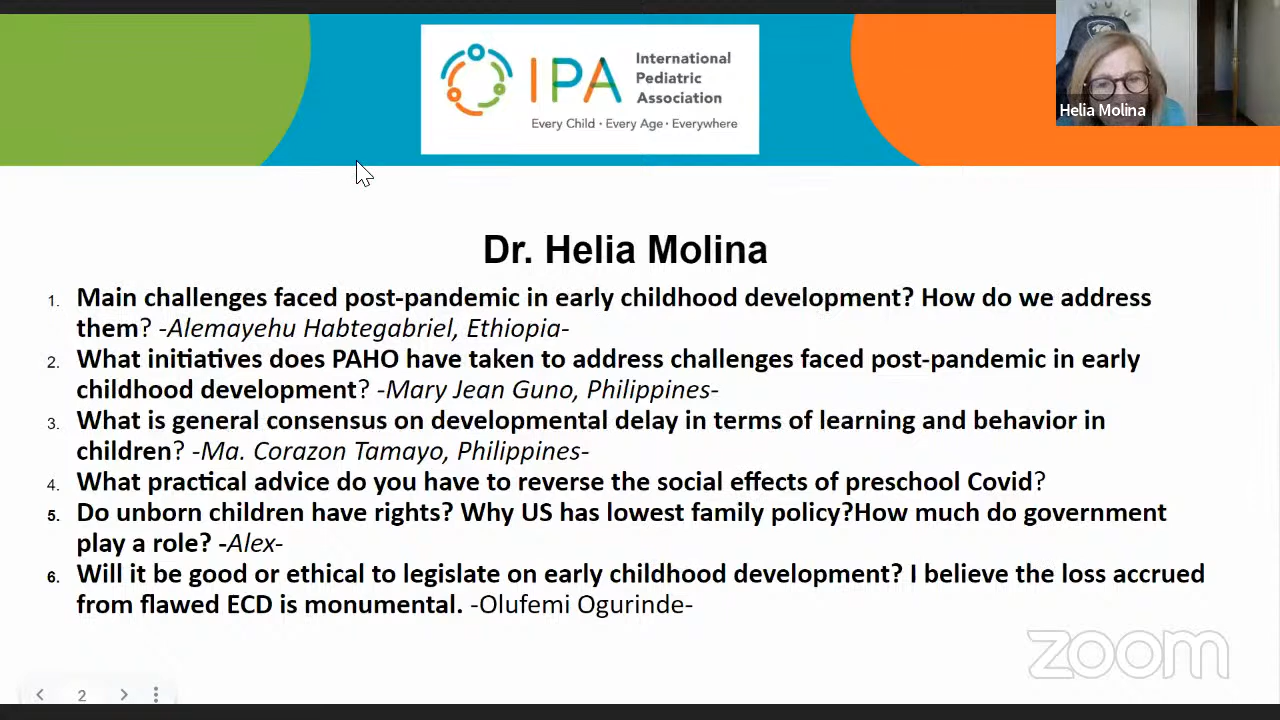 IPA
International
Pediatric
Association
Every Child · Every Age · Everywhere
Helia Molina
Dr. Helia Molina
1. Main challenges faced post-pandemic in early childhood development? How do we address
them? -Alemayehu Habtegabriel, Ethiopia-
2. What initiatives does PAHO have taken to address challenges faced post-pandemic in early
childhood development? -Mary Jean Guno, Philippines-
3. What is general consensus on developmental delay in terms of learning and behavior in
children? -Ma. Corazon Tamayo, Philippines-
4. What practical advice do you have to reverse the social effects of preschool Covid?
5. Do unborn children have rights? Why US has lowest family policy?How much do government
play a role? -Alex-
6. Will it be good or ethical to legislate on early childhood development? I believe the loss accrued
from flawed ECD is monumental. -Olufemi Ogurinde-
zoom
2